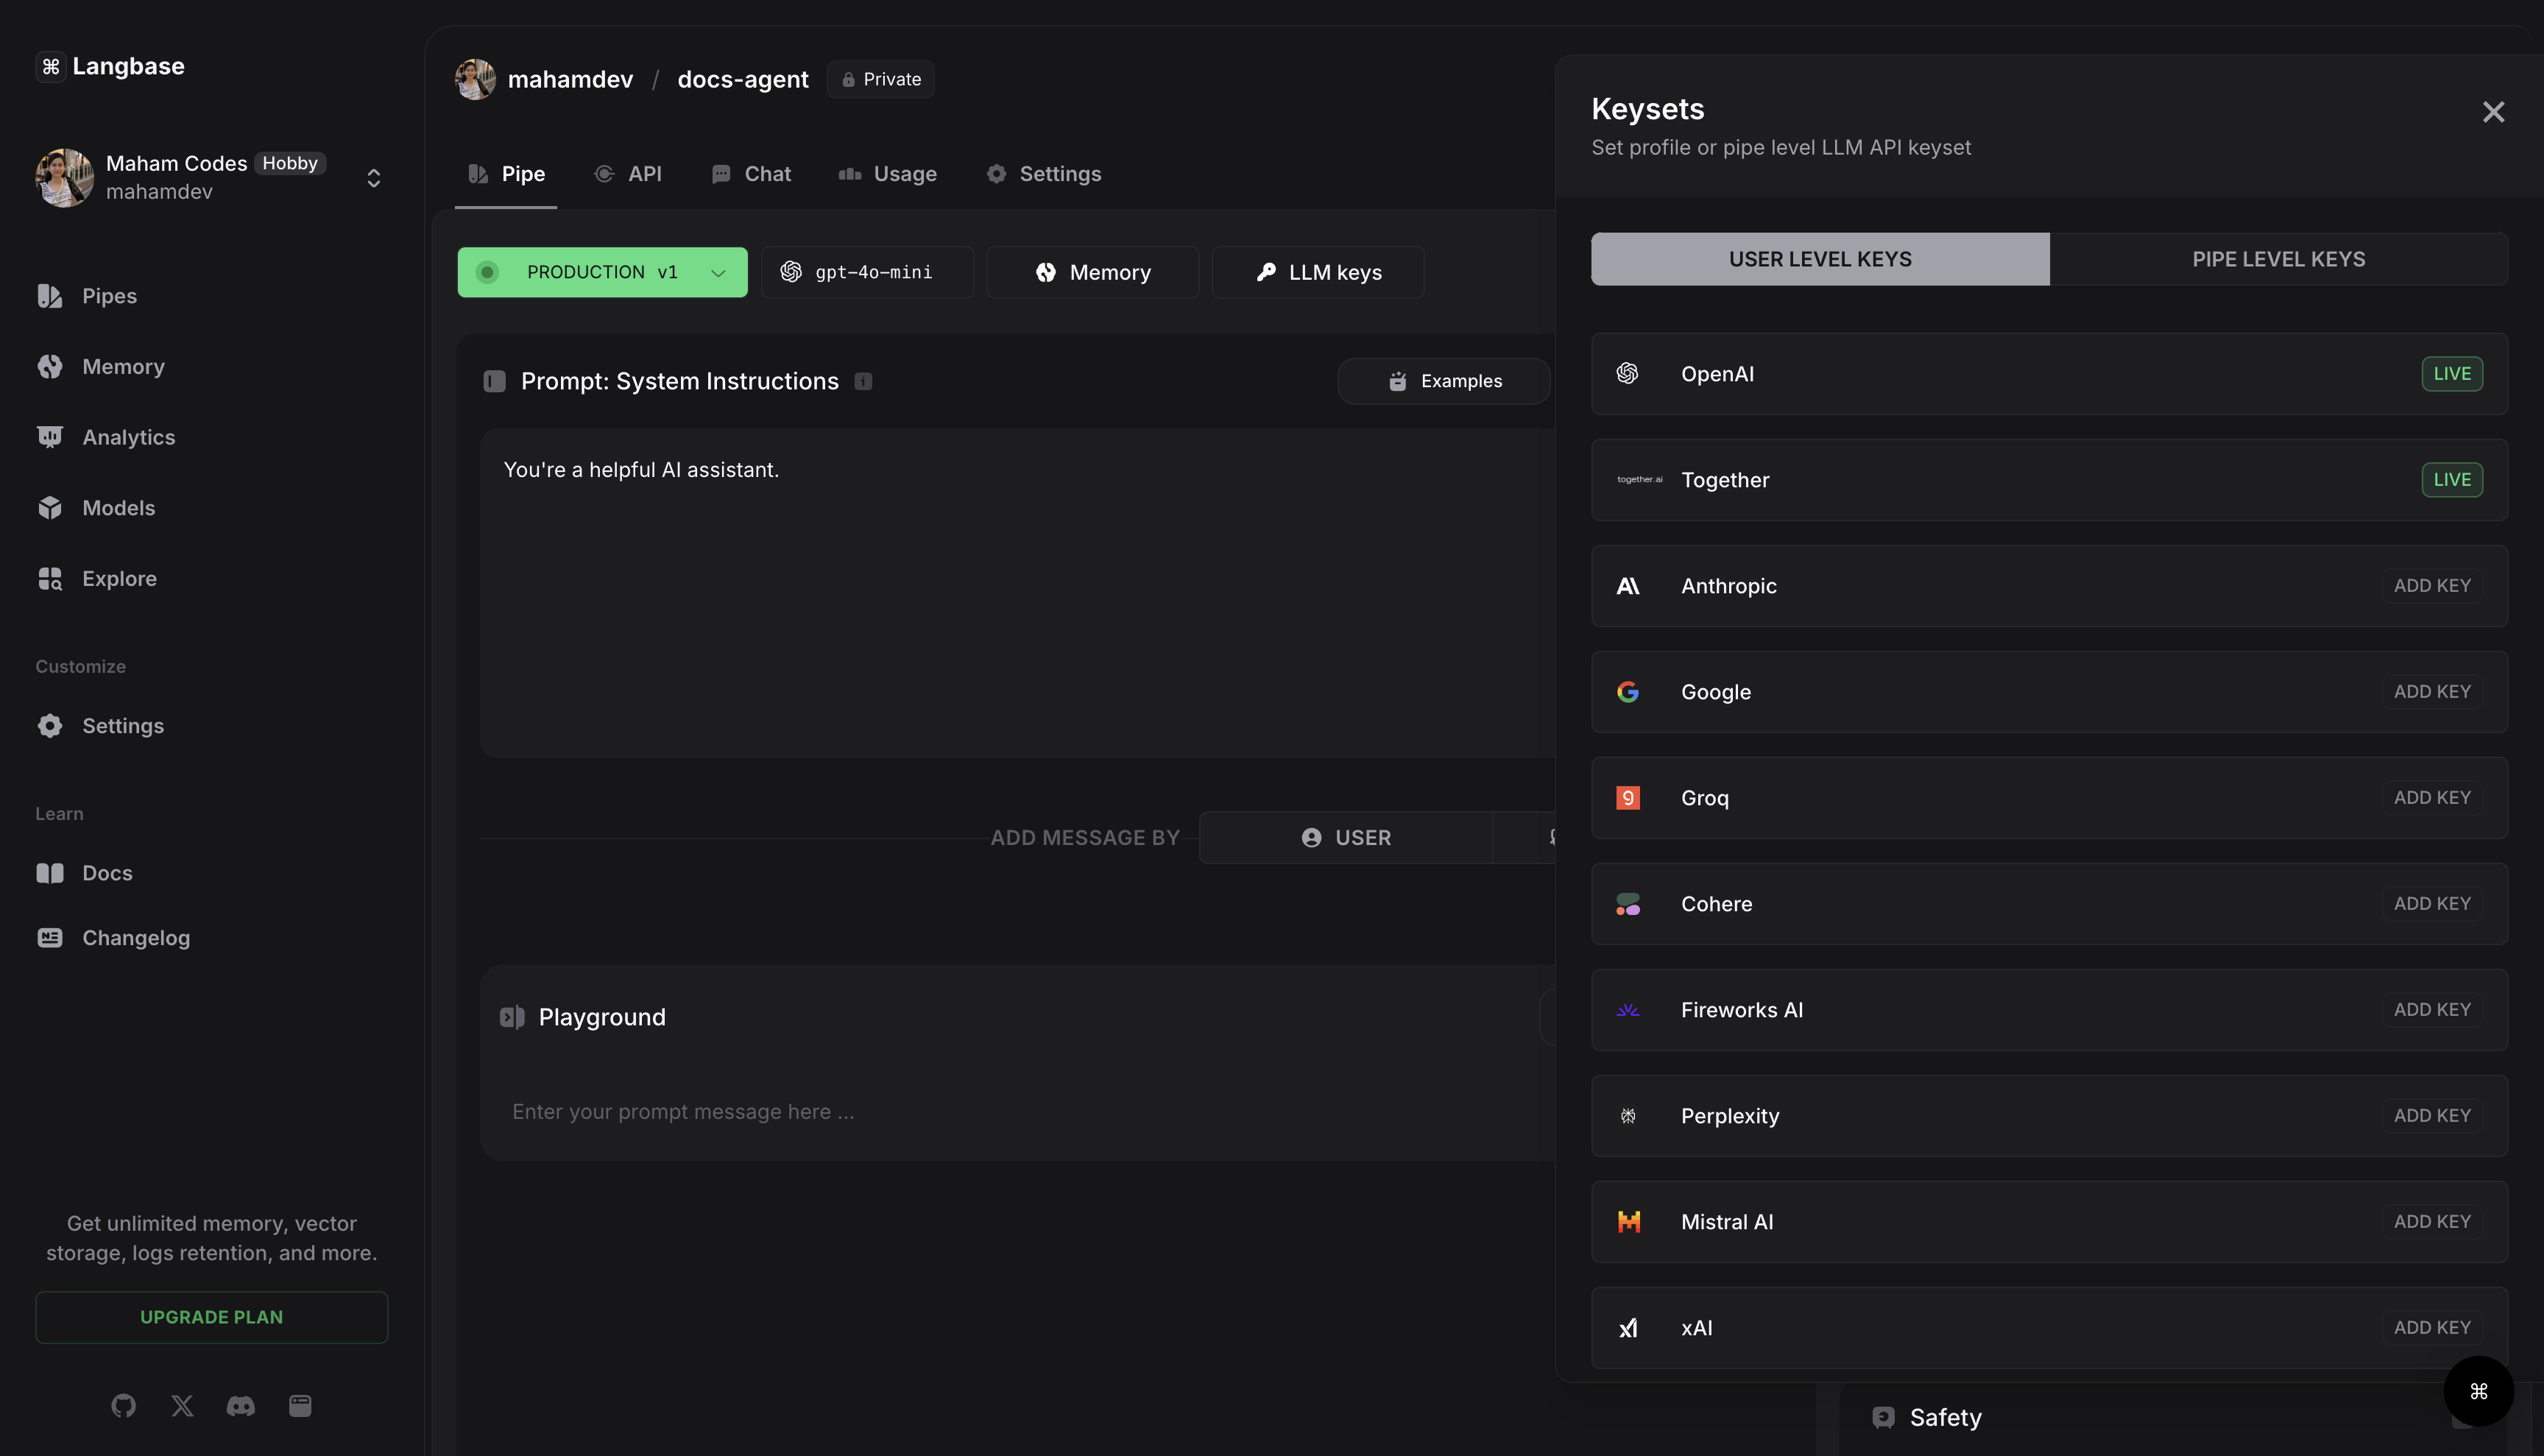 Langbase
Maham Codes Hobby
mahamdev
Pipes
Memory
Analytics
Models
Explore
Customize
Settings
Learn
Docs
Changelog
Get unlimited memory, vector
storage, logs retention, and more.
UPGRADE PLAN
mahamdev / docs-agent Private
Pipe API Chat Usage Settings
PRODUCTION v1 gpt-4o-mini Memory LLM keys
Prompt: System Instructions Examples
You're a helpful AI assistant.
ADD MESSAGE BY USER
Playground
Enter your prompt message here ...
Keysets
Set profile or pipe level LLM API keyset
USER LEVEL KEYS PIPE LEVEL KEYS
OpenAI LIVE
together.ai Together LIVE
Anthropic ADD KEY
Google ADD KEY
Groq ADD KEY
Cohere ADD KEY
Fireworks AI ADD KEY
Perplexity ADD KEY
Mistral AI ADD KEY
xAI ADD KEY
Safety